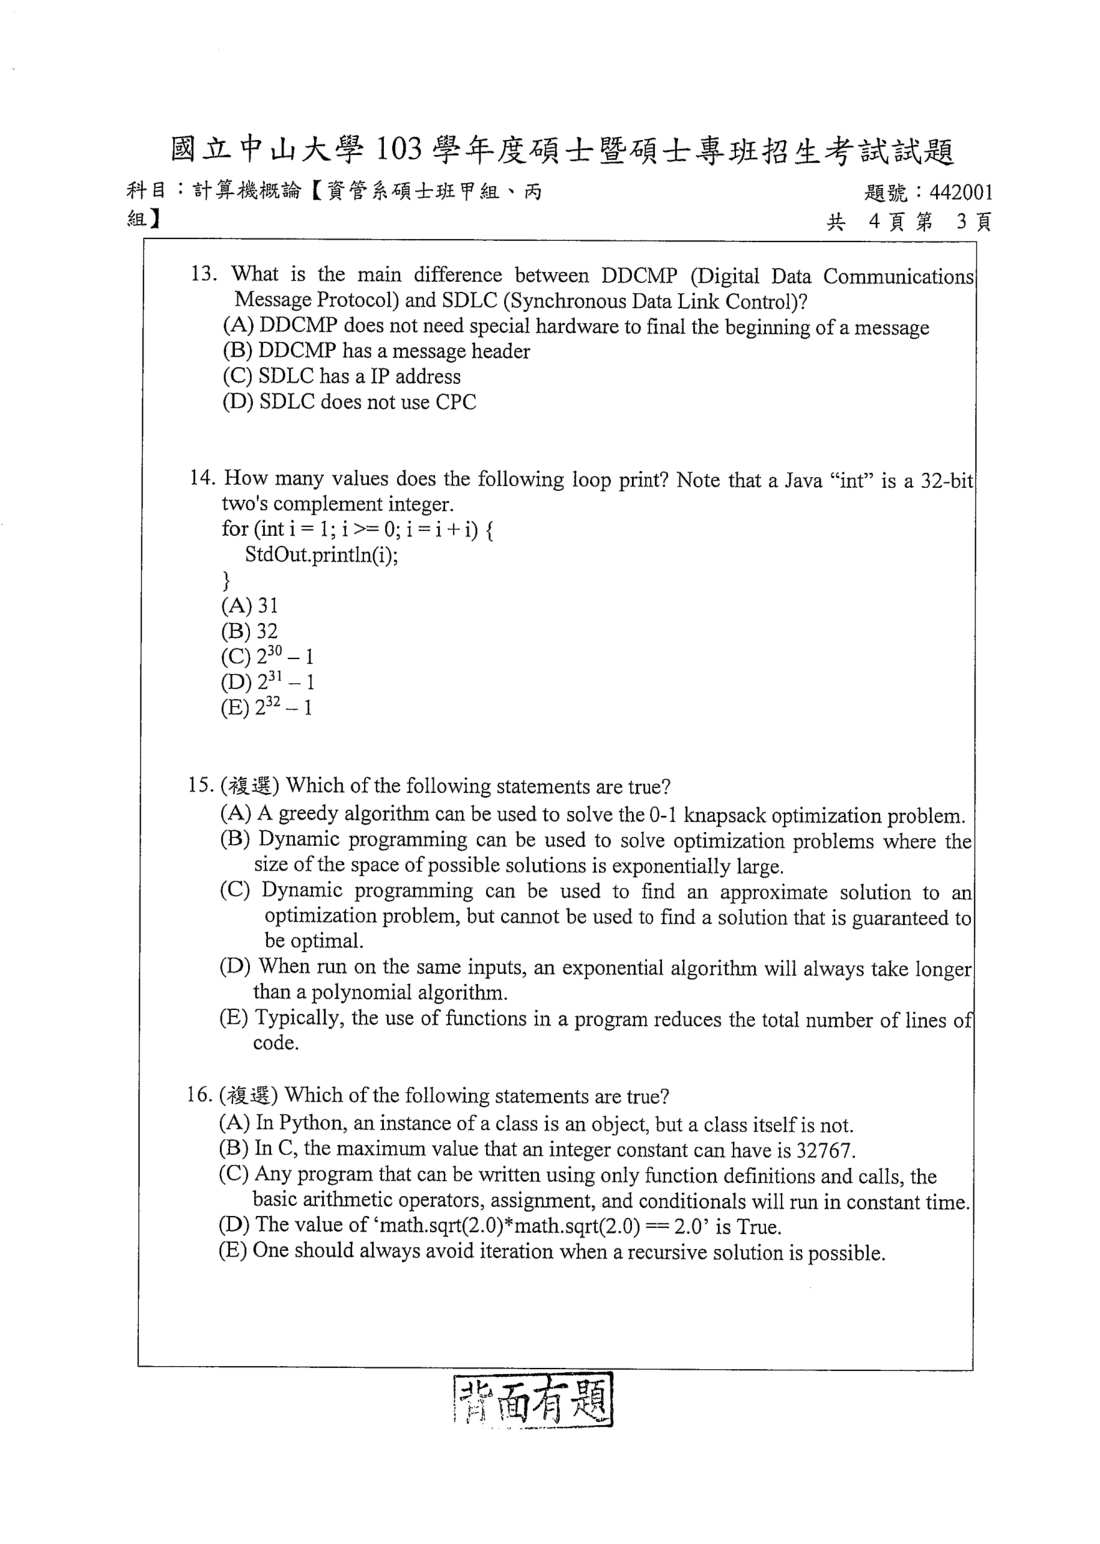 國立中山大學 103 學年度碩士暨碩士專班招生考試試題
科目：計算機概論【資管系碩士班甲組、丙組】
題號：442001
共 4 頁 第 3 頁
13. What is the main difference between DDCMP (Digital Data Communications
Message Protocol) and SDLC (Synchronous Data Link Control)?
(A) DDCMP does not need special hardware to final the beginning of a message
(B) DDCMP has a message header
(C) SDLC has a IP address
(D) SDLC does not use CPC
14. How many values does the following loop print? Note that a Java “int” is a 32-bit
two's complement integer.
for (int i = 1; i >= 0; i = i + i) {
StdOut.println(i);
}
(A) 31
(B) 32
(C) 2³⁰ – 1
(D) 2³¹ – 1
(E) 2³² – 1
15. (複選) Which of the following statements are true?
(A) A greedy algorithm can be used to solve the 0-1 knapsack optimization problem.
(B) Dynamic programming can be used to solve optimization problems where the
size of the space of possible solutions is exponentially large.
(C) Dynamic programming can be used to find an approximate solution to an
optimization problem, but cannot be used to find a solution that is guaranteed to
be optimal.
(D) When run on the same inputs, an exponential algorithm will always take longer
than a polynomial algorithm.
(E) Typically, the use of functions in a program reduces the total number of lines of
code.
16. (複選) Which of the following statements are true?
(A) In Python, an instance of a class is an object, but a class itself is not.
(B) In C, the maximum value that an integer constant can have is 32767.
(C) Any program that can be written using only function definitions and calls, the
basic arithmetic operators, assignment, and conditionals will run in constant time.
(D) The value of ‘math.sqrt(2.0)*math.sqrt(2.0) == 2.0’ is True.
(E) One should always avoid iteration when a recursive solution is possible.
背面有題